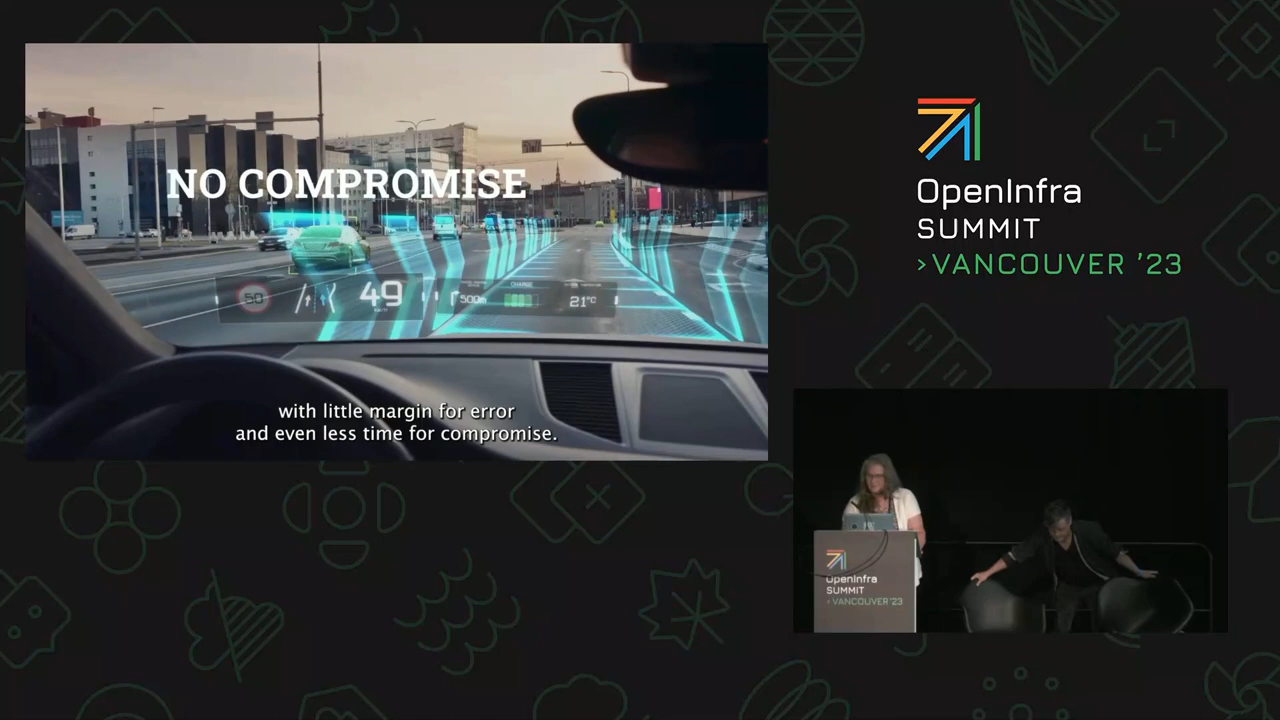 NO COMPROMISE
50
49
500m
CHARGE
21°C
with little margin for error
and even less time for compromise.
OpenInfra
SUMMIT
>VANCOUVER '23
OpenInfra
SUMMIT
>VANCOUVER'23